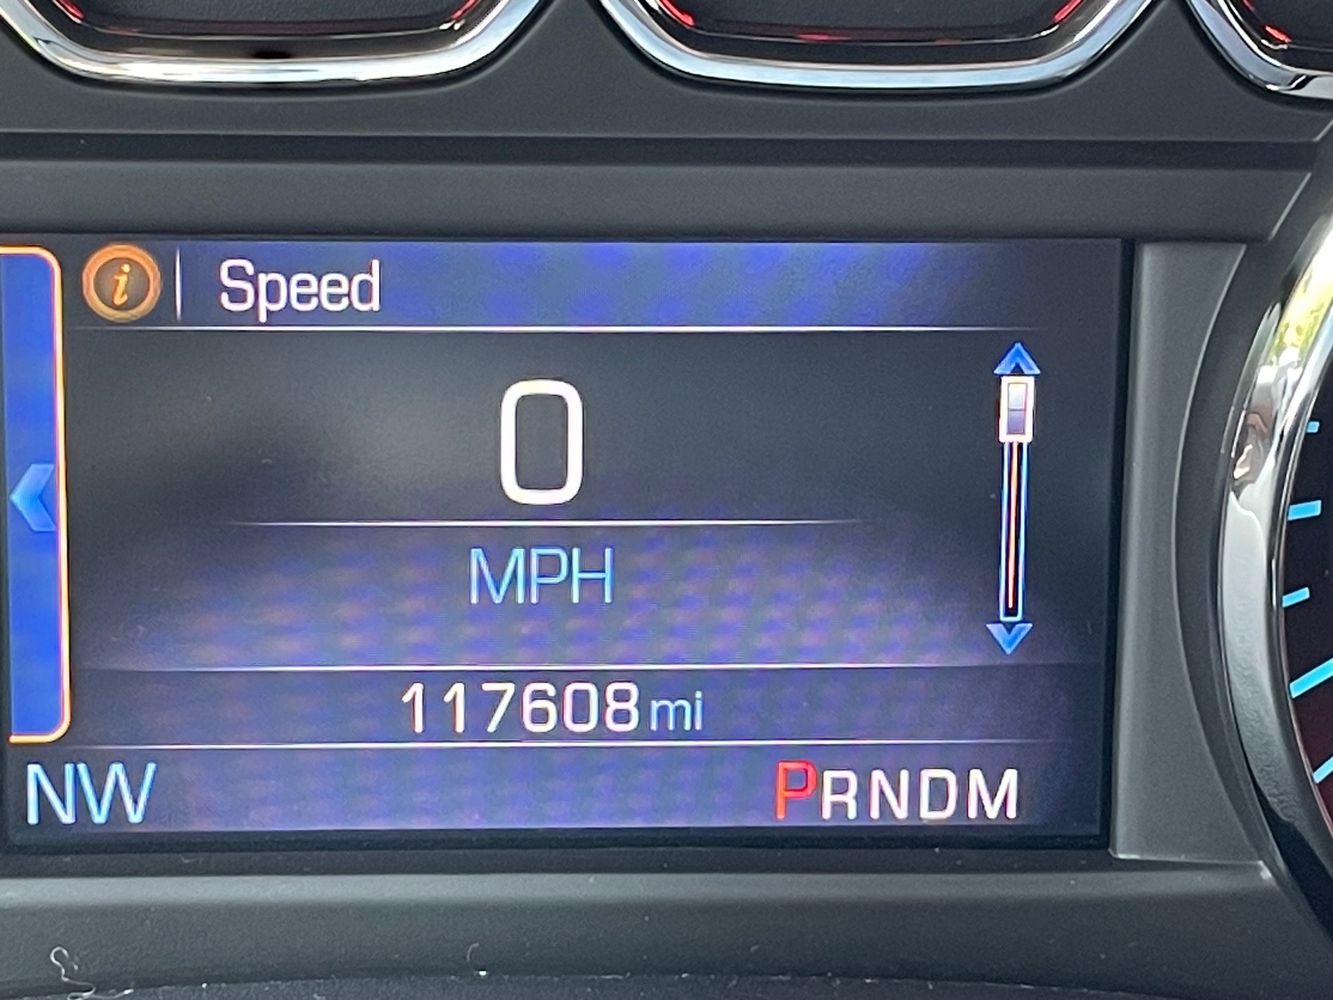 i Speed
0
MPH
117608 mi
NW PRNDM